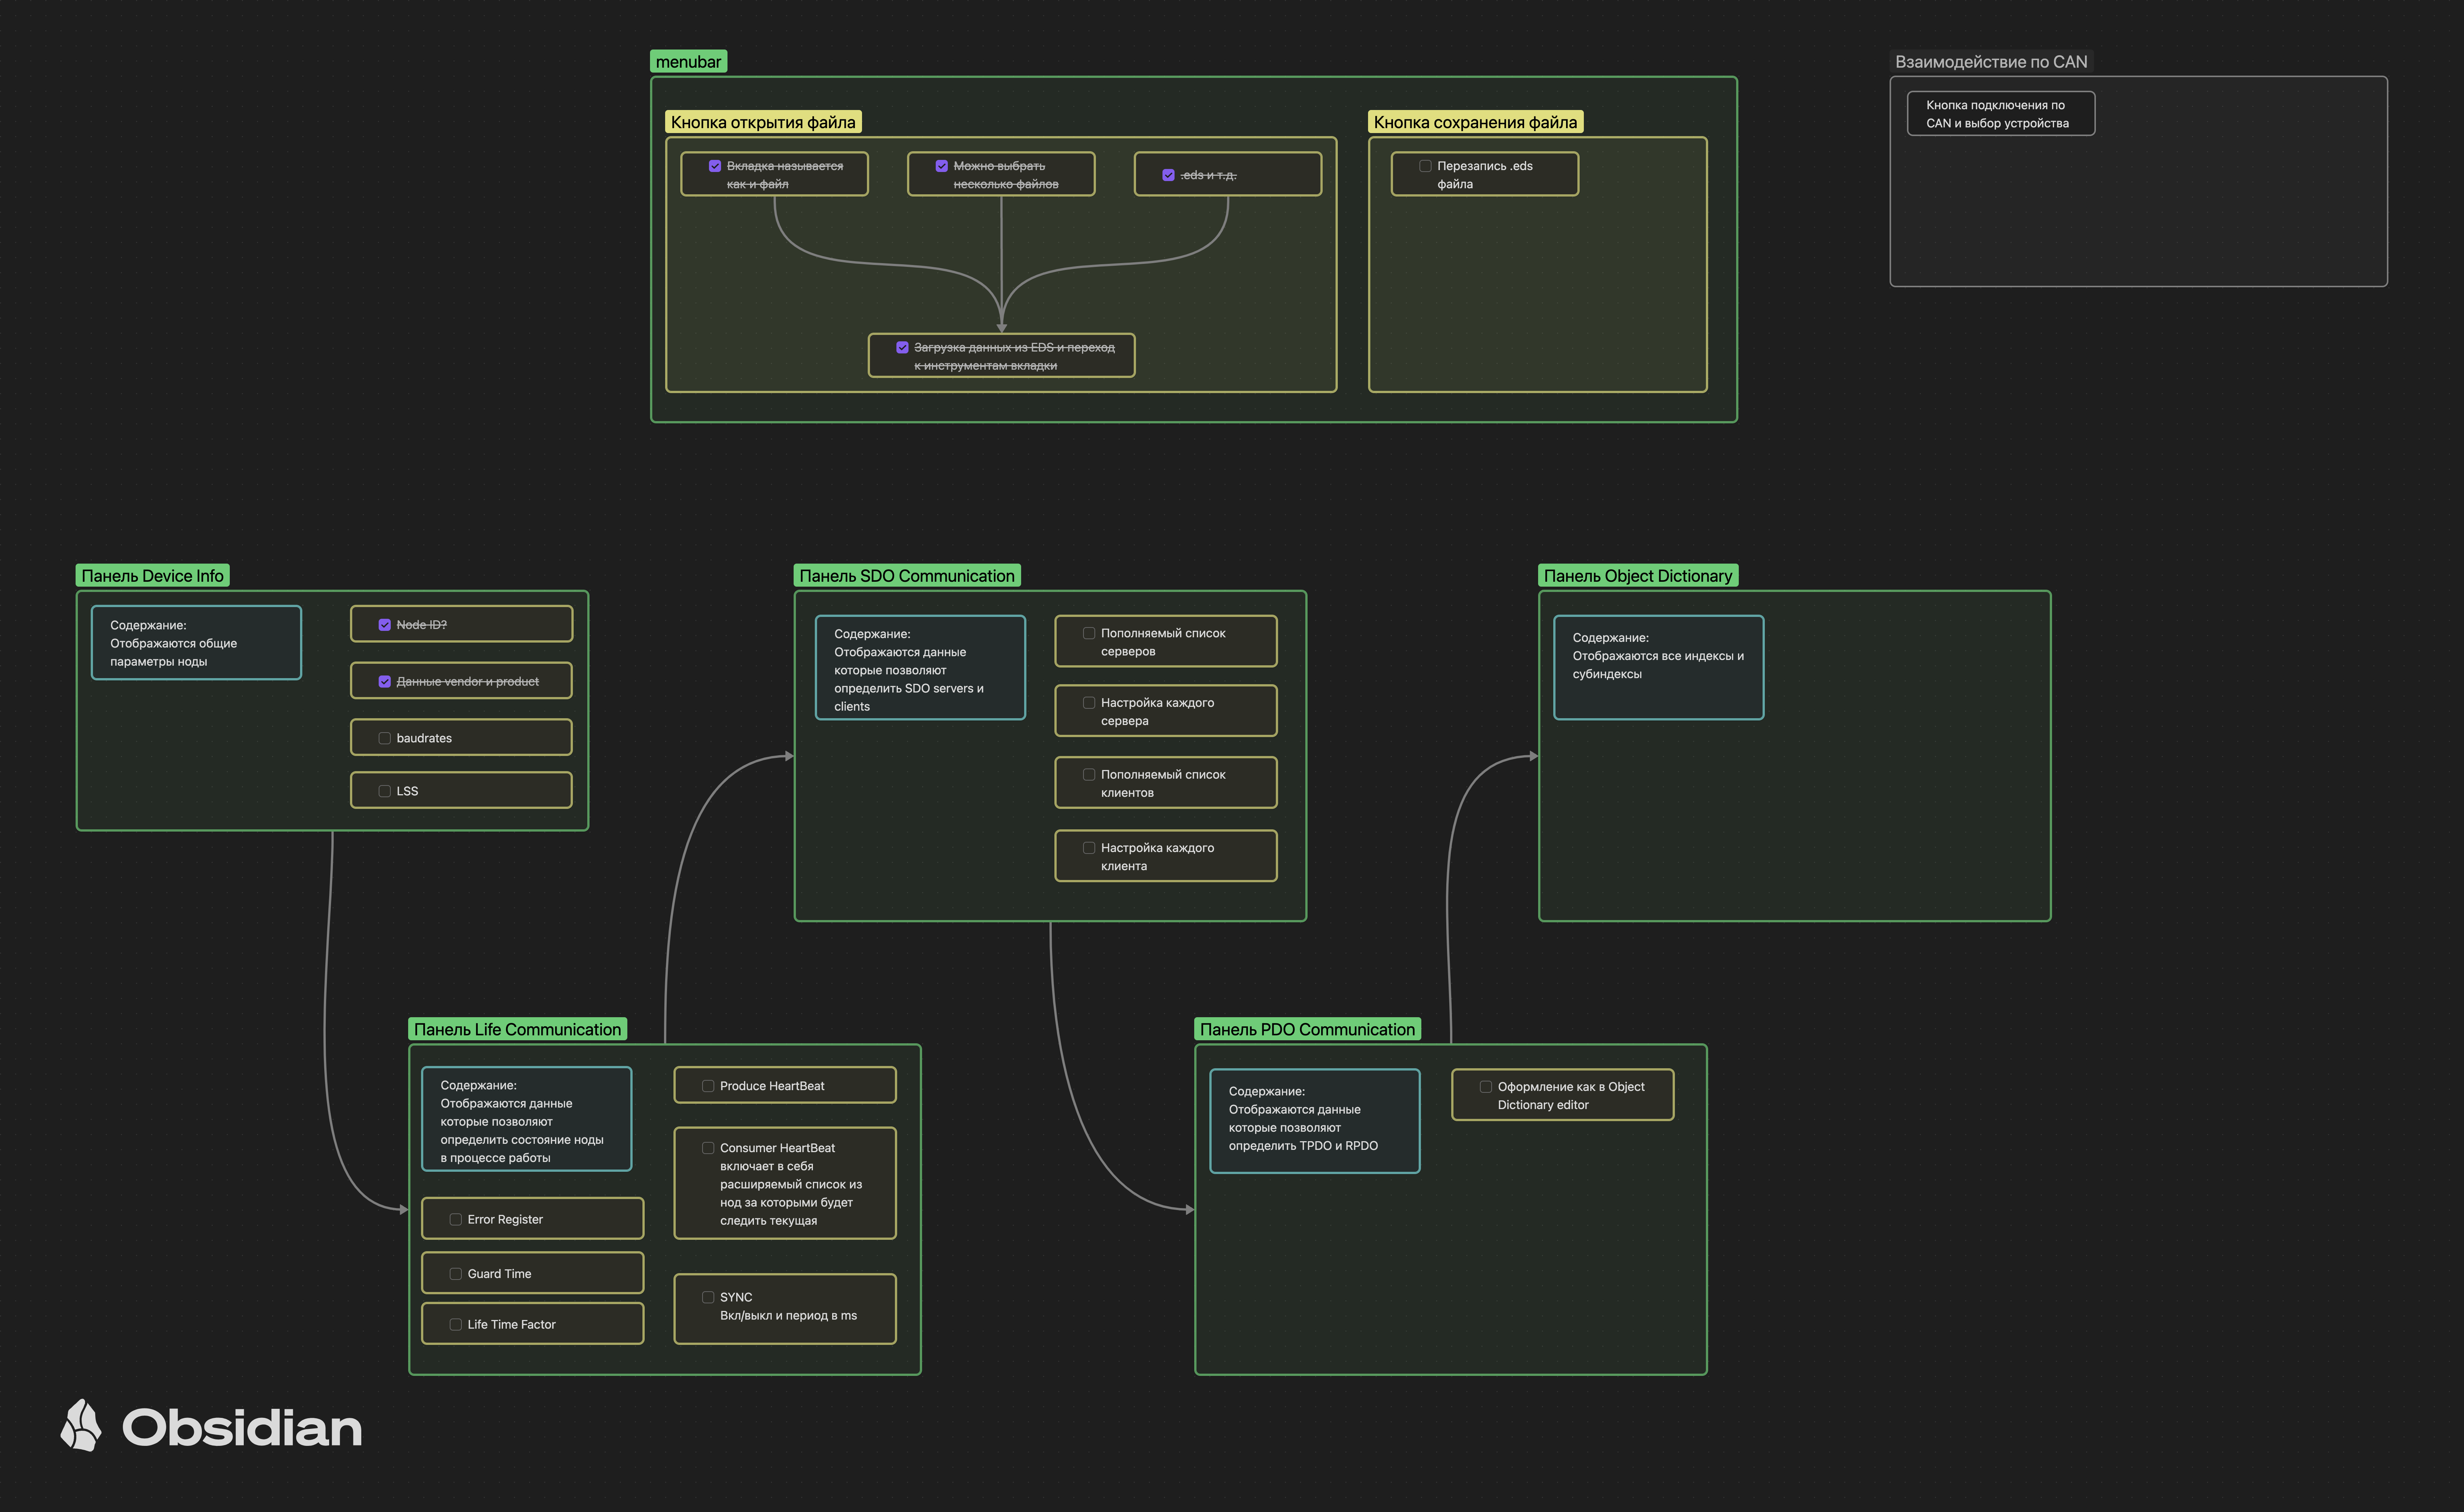 menubar
Взаимодействие по CAN
Кнопка подключения по
CAN и выбор устройства
Кнопка открытия файла
Кнопка сохранения файла
Вкладка называется
как и файл
Можно выбрать
несколько файлов
.eds и т.д.
Перезапись .eds
файла
Загрузка данных из EDS и переход
к инструментам вкладки
Панель Device Info
Содержание:
Отображаются общие
параметры ноды
Node ID?
Данные vendor и product
baudrates
LSS
Панель SDO Communication
Содержание:
Отображаются данные
которые позволяют
определить SDO servers и
clients
Пополняемый список
серверов
Настройка каждого
сервера
Пополняемый список
клиентов
Настройка каждого
клиента
Панель Object Dictionary
Содержание:
Отображаются все индексы и
субиндексы
Панель Life Communication
Содержание:
Отображаются данные
которые позволяют
определить состояние ноды
в процессе работы
Error Register
Guard Time
Life Time Factor
Produce HeartBeat
Consumer HeartBeat
включает в себя
расширяемый список из
нод за которыми будет
следить текущая
SYNC
Вкл/выкл и период в ms
Панель PDO Communication
Содержание:
Отображаются данные
которые позволяют
определить TPDO и RPDO
Оформление как в Object
Dictionary editor
Obsidian